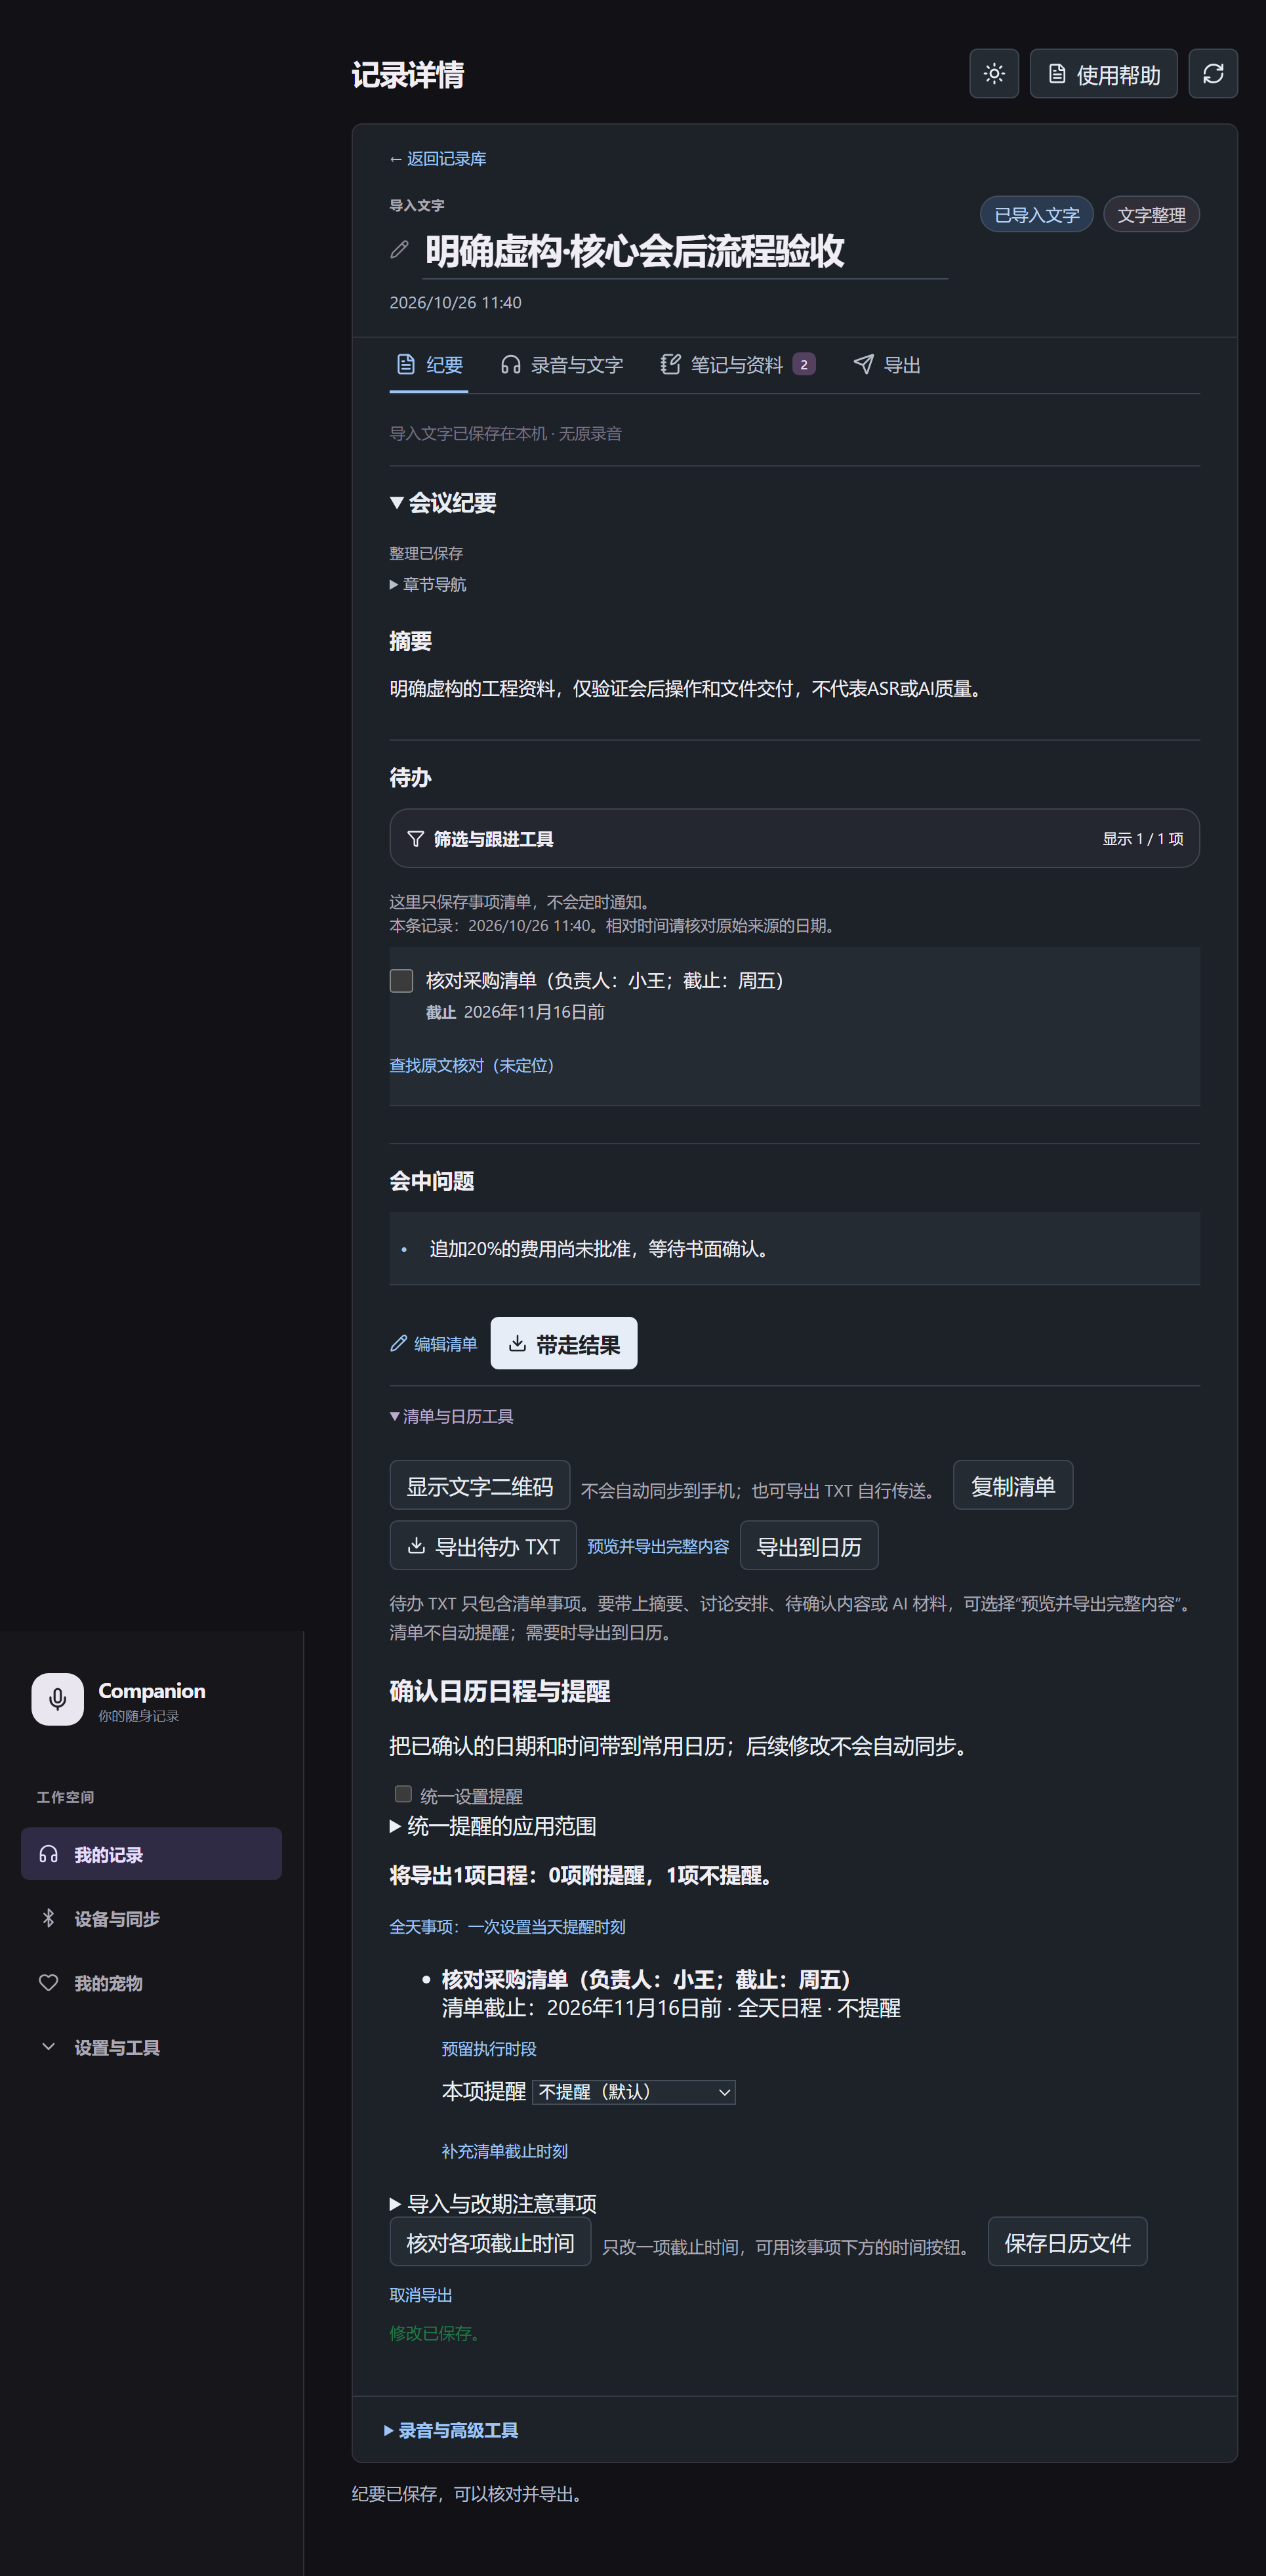 记录详情
使用帮助
← 返回记录库
导入文字
已导入文字
文字整理
明确虚构·核心会后流程验收
2026/10/26 11:40
纪要
录音与文字
笔记与资料 2
导出
导入文字已保存在本机 · 无原录音
会议纪要
整理已保存
章节导航
摘要
明确虚构的工程资料，仅验证会后操作和文件交付，不代表ASR或AI质量。
待办
筛选与跟进工具
显示 1 / 1 项
这里只保存事项清单，不会定时通知。
本条记录：2026/10/26 11:40。相对时间请核对原始来源的日期。
核对采购清单（负责人：小王；截止：周五）
截止 2026年11月16日前
查找原文核对（未定位）
会中问题
• 追加20%的费用尚未批准，等待书面确认。
编辑清单
带走结果
清单与日历工具
显示文字二维码
不会自动同步到手机；也可导出 TXT 自行传送。
复制清单
导出待办 TXT
预览并导出完整内容
导出到日历
待办 TXT 只包含清单事项。要带上摘要、讨论安排、待确认内容或 AI 材料，可选择“预览并导出完整内容”。
清单不自动提醒；需要时导出到日历。
确认日历日程与提醒
把已确认的日期和时间带到常用日历；后续修改不会自动同步。
统一设置提醒
统一提醒的应用范围
将导出1项日程：0项附提醒，1项不提醒。
全天事项：一次设置当天提醒时刻
• 核对采购清单（负责人：小王；截止：周五）
清单截止：2026年11月16日前 · 全天日程 · 不提醒
预留执行时段
本项提醒 不提醒（默认）
补充清单截止时刻
导入与改期注意事项
核对各项截止时间
只改一项截止时间，可用该事项下方的时间按钮。
保存日历文件
取消导出
修改已保存。
录音与高级工具
纪要已保存，可以核对并导出。
Companion
你的随身记录
工作空间
我的记录
设备与同步
我的宠物
设置与工具